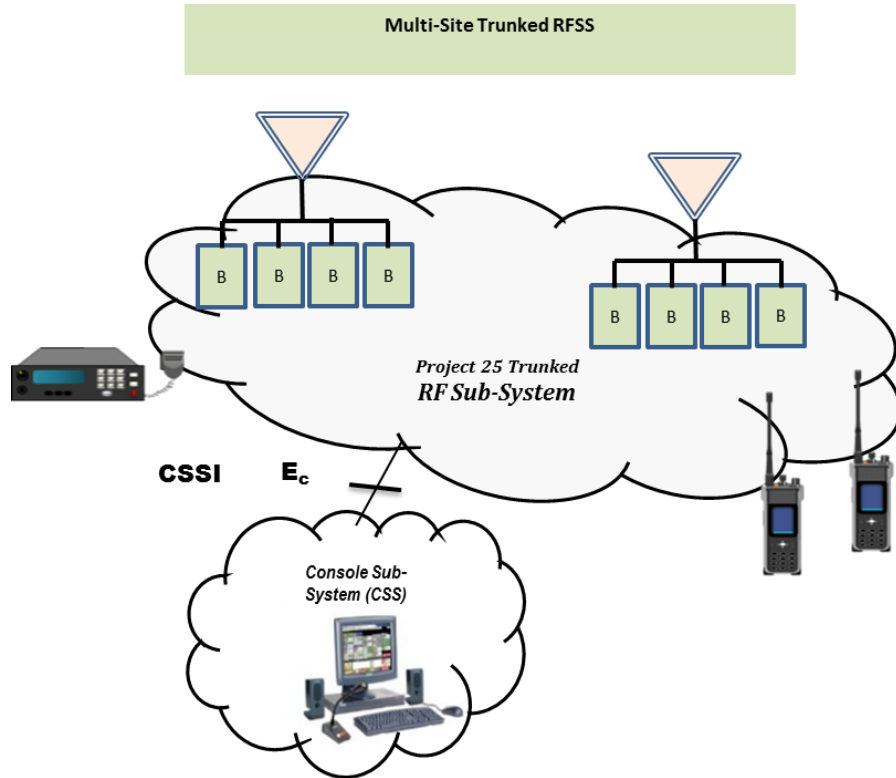 Multi-Site Trunked RFSS
B B B B
B B B B
Project 25 Trunked
RF Sub-System
CSSI Ec
Console Sub-
System (CSS)